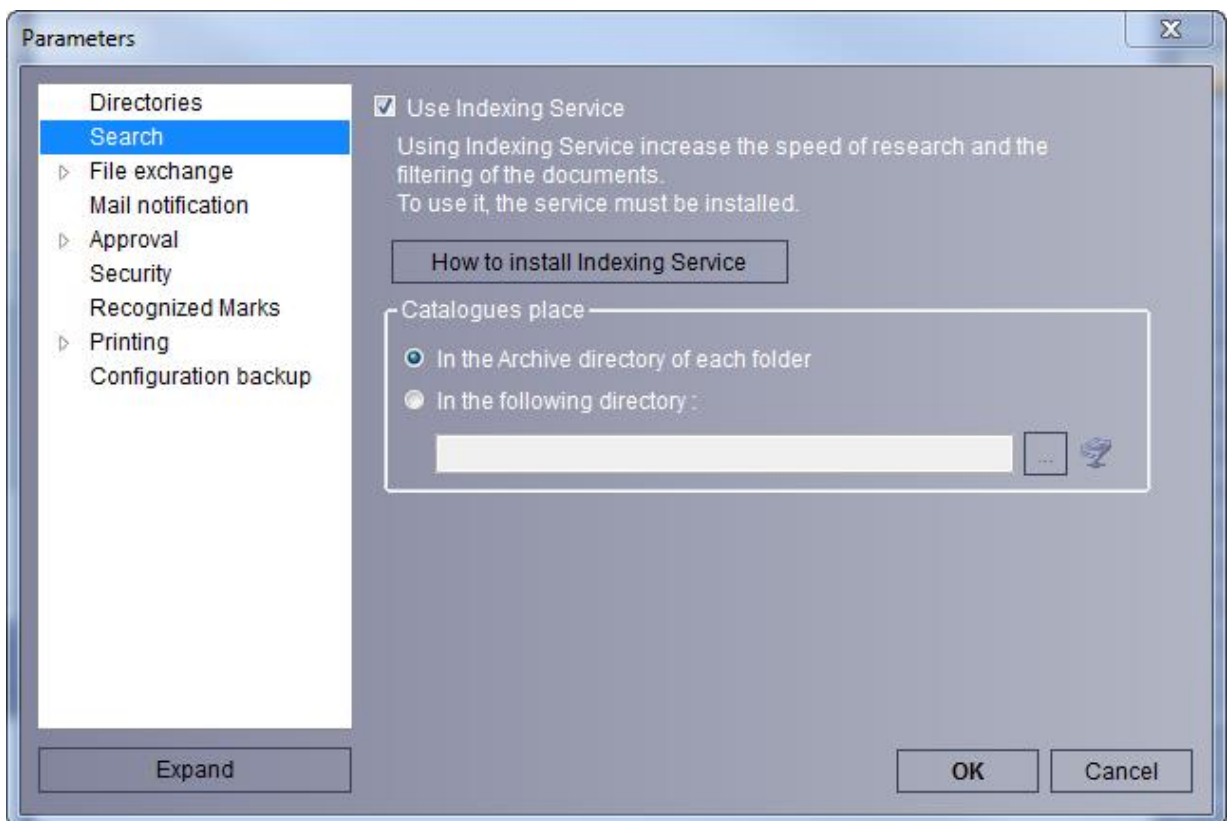 Parameters
Directories
Search
File exchange
Mail notification
Approval
Security
Recognized Marks
Printing
Configuration backup
Expand
Use Indexing Service
Using Indexing Service increase the speed of research and the
filtering of the documents.
To use it, the service must be installed.
How to install Indexing Service
Catalogues place
In the Archive directory of each folder
In the following directory :
...
OK
Cancel